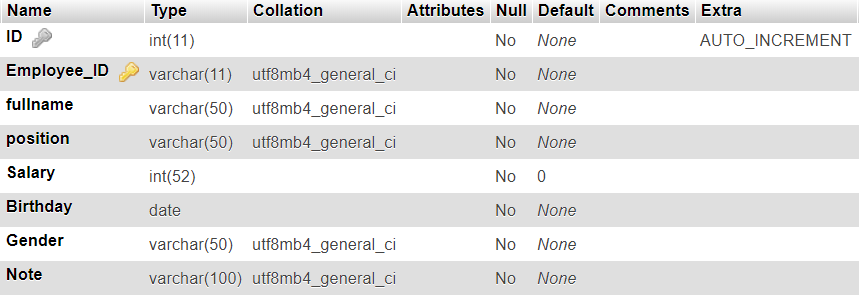 Name Type Collation Attributes Null Default Comments Extra
ID int(11) No None AUTO_INCREMENT
Employee_ID varchar(11) utf8mb4_general_ci No None
fullname varchar(50) utf8mb4_general_ci No None
position varchar(50) utf8mb4_general_ci No None
Salary int(52) No 0
Birthday date No None
Gender varchar(50) utf8mb4_general_ci No None
Note varchar(100) utf8mb4_general_ci No None